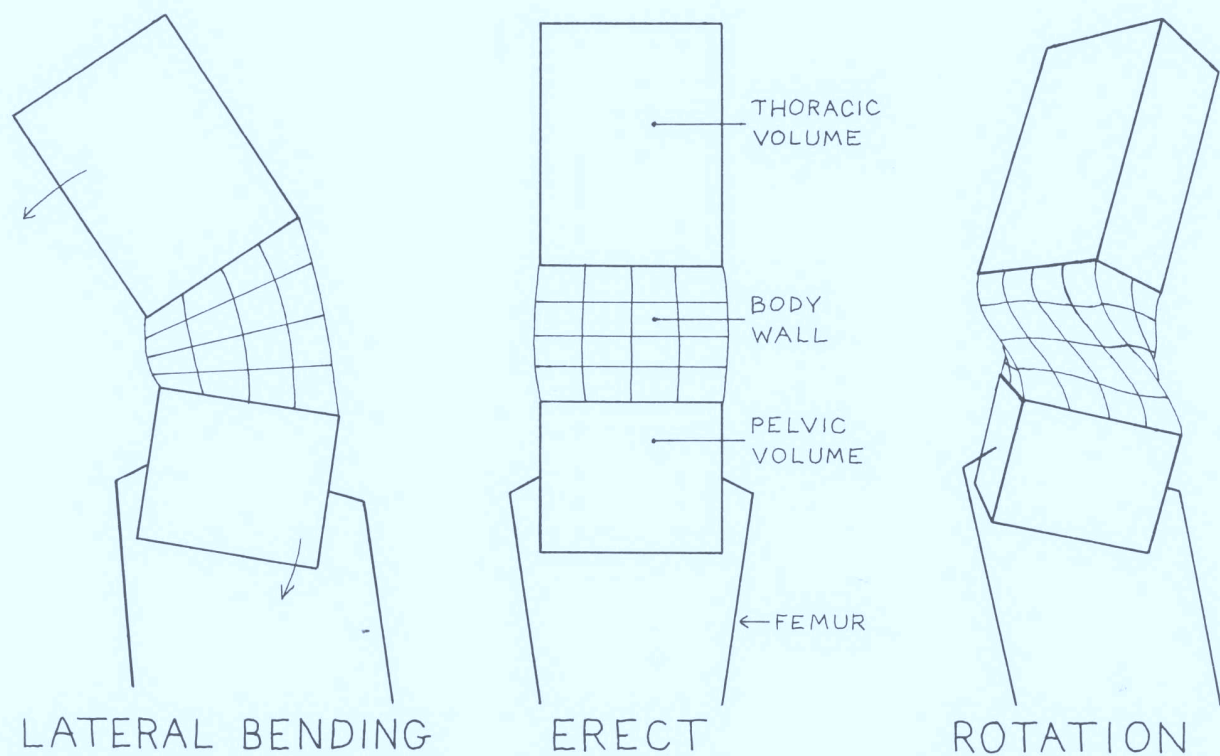 THORACIC
VOLUME
BODY
WALL
PELVIC
VOLUME
FEMUR
LATERAL BENDING
ERECT
ROTATION